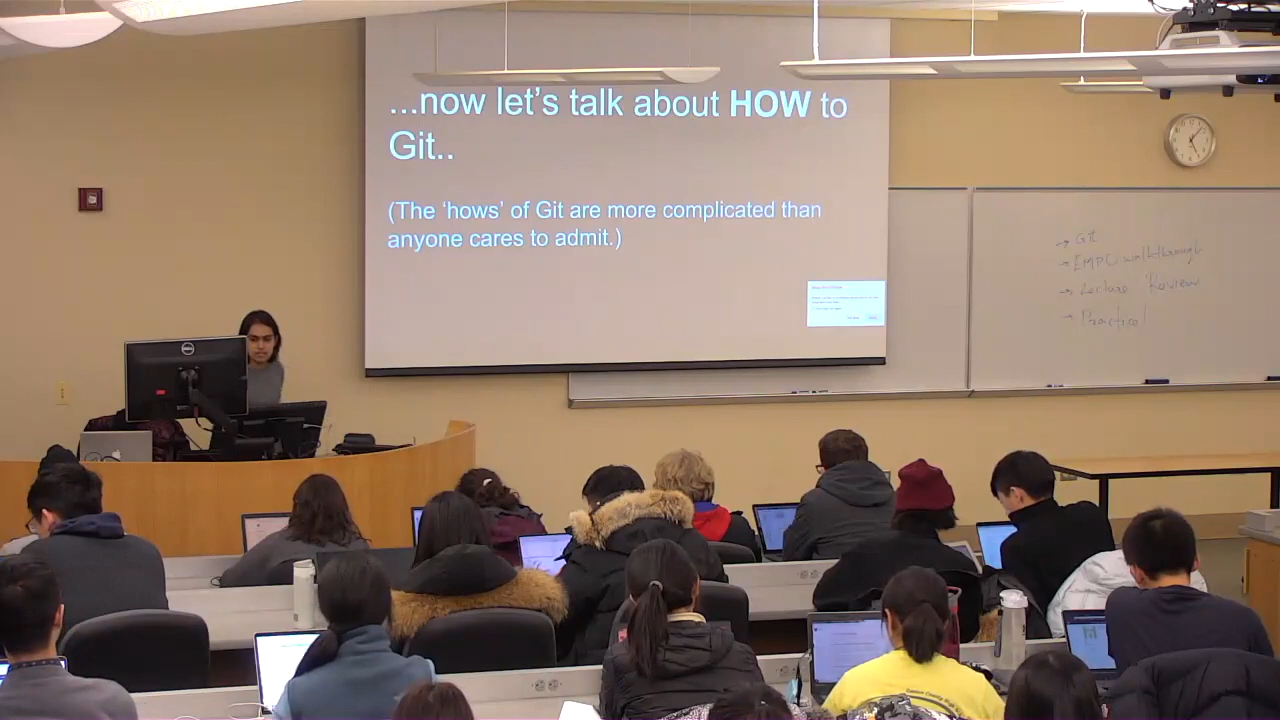 ...now let's talk about HOW to
Git..
(The 'hows' of Git are more complicated than
anyone cares to admit.)
→ Git
→ EMPC walkthrough
→ Lecture Review
→ Practical
DELL